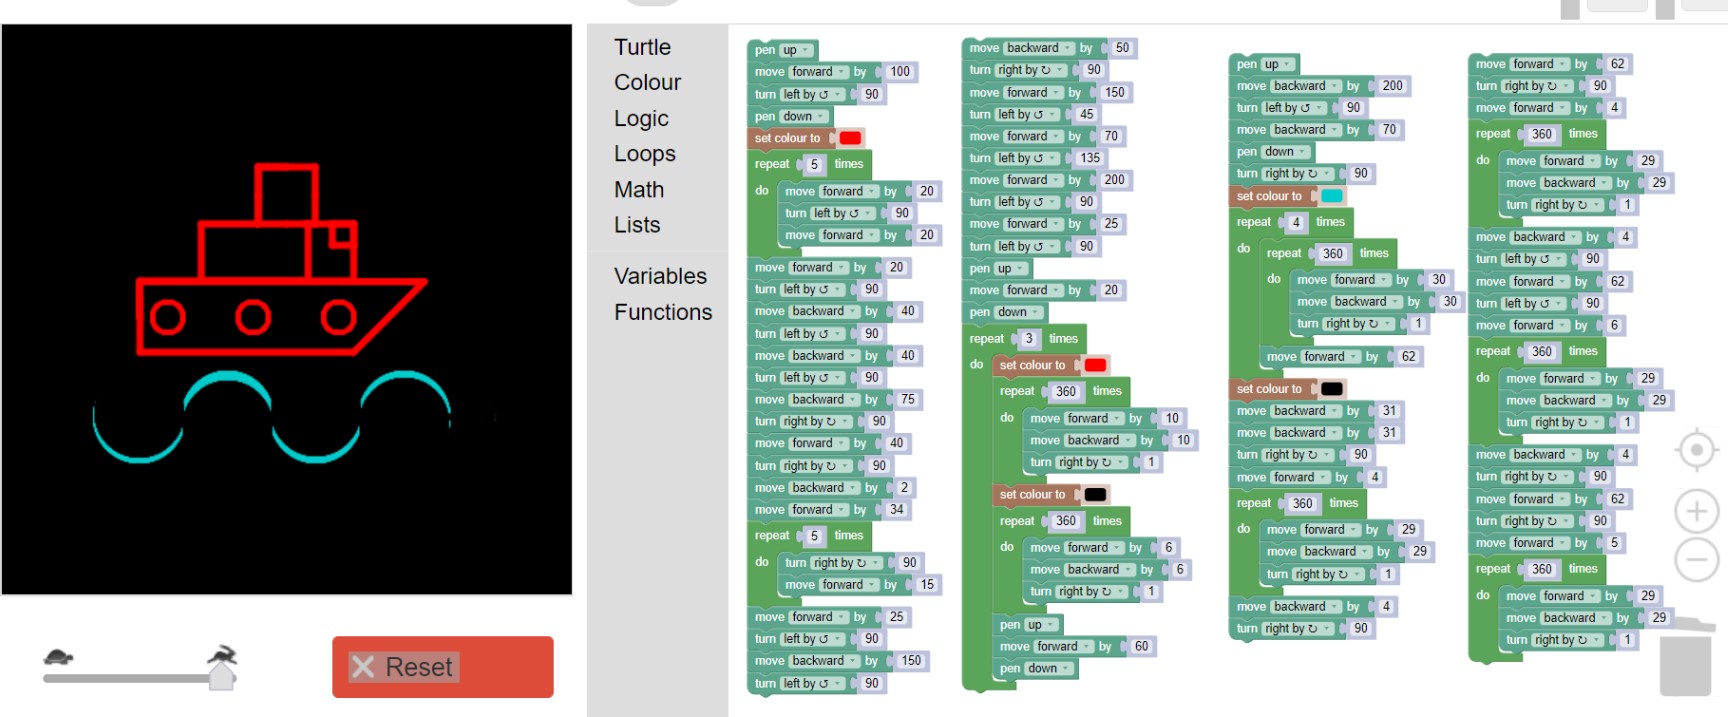 Turtle
Colour
Logic
Loops
Math
Lists
Variables
Functions
Reset
pen up
move forward by 100
turn left by ↺ 90
pen down
set colour to
repeat 5 times
do move forward by 20
turn left by ↺ 90
move forward by 20
move forward by 20
turn left by ↺ 90
move backward by 40
turn left by ↺ 90
move backward by 40
turn left by ↺ 90
move backward by 75
turn right by ↻ 90
move forward by 40
turn right by ↻ 90
move backward by 2
move forward by 34
repeat 5 times
do turn right by ↻ 90
move forward by 15
move forward by 25
turn left by ↺ 90
move backward by 150
turn left by ↺ 90
move backward by 50
turn right by ↻ 90
move forward by 150
turn left by ↺ 45
move forward by 70
turn left by ↺ 135
move forward by 200
turn left by ↺ 90
move forward by 25
turn left by ↺ 90
pen up
move forward by 20
pen down
repeat 3 times
do set colour to
repeat 360 times
do move forward by 10
move backward by 10
turn right by ↻ 1
set colour to
repeat 360 times
do move forward by 6
move backward by 6
turn right by ↻ 1
pen up
move forward by 60
pen down
pen up
move backward by 200
turn left by ↺ 90
move backward by 70
pen down
turn right by ↻ 90
set colour to
repeat 4 times
do repeat 360 times
do move forward by 30
move backward by 30
turn right by ↻ 1
move forward by 62
set colour to
move backward by 31
move backward by 31
turn right by ↻ 90
move forward by 4
repeat 360 times
do move forward by 29
move backward by 29
turn right by ↻ 1
move backward by 4
turn right by ↻ 90
move forward by 62
turn right by ↻ 90
move forward by 4
repeat 360 times
do move forward by 29
move backward by 29
turn right by ↻ 1
move backward by 4
turn left by ↺ 90
move forward by 62
turn left by ↺ 90
move forward by 6
repeat 360 times
do move forward by 29
move backward by 29
turn right by ↻ 1
move backward by 4
turn right by ↻ 90
move forward by 62
turn right by ↻ 90
move forward by 5
repeat 360 times
do move forward by 29
move backward by 29
turn right by ↻ 1